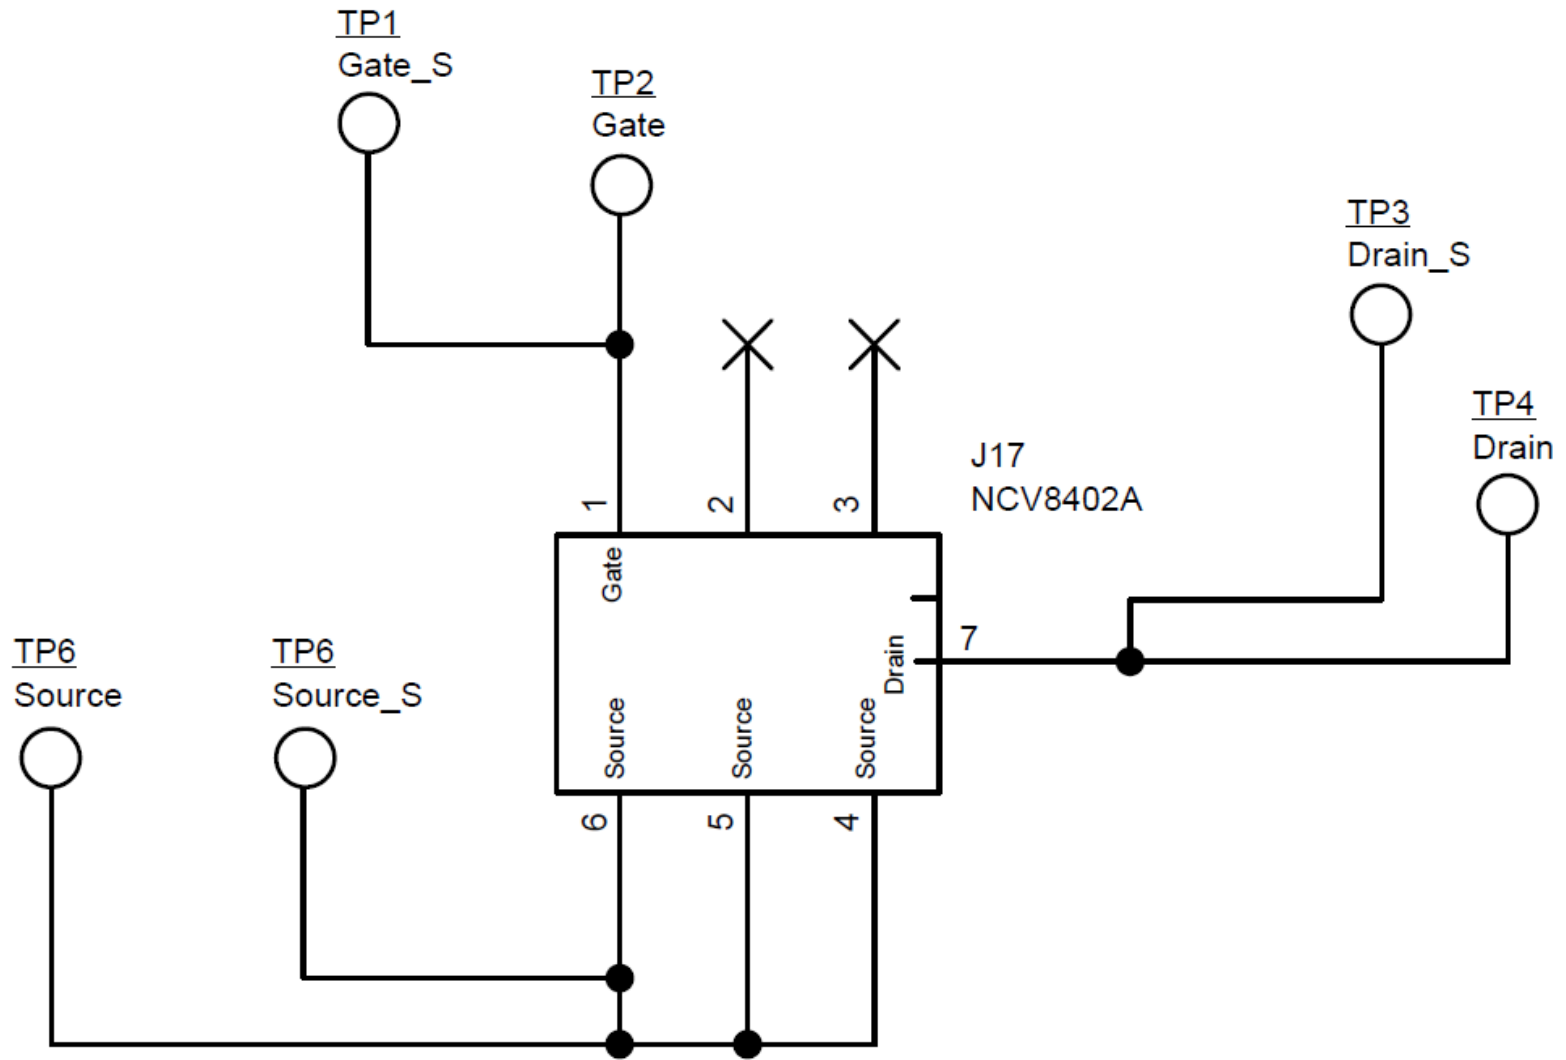 TP1
Gate_S
TP2
Gate
TP3
Drain_S
TP4
Drain
J17
NCV8402A
1
2
3
Gate
7
Drain
TP6
Source
TP6
Source_S
Source
Source
Source
6
5
4